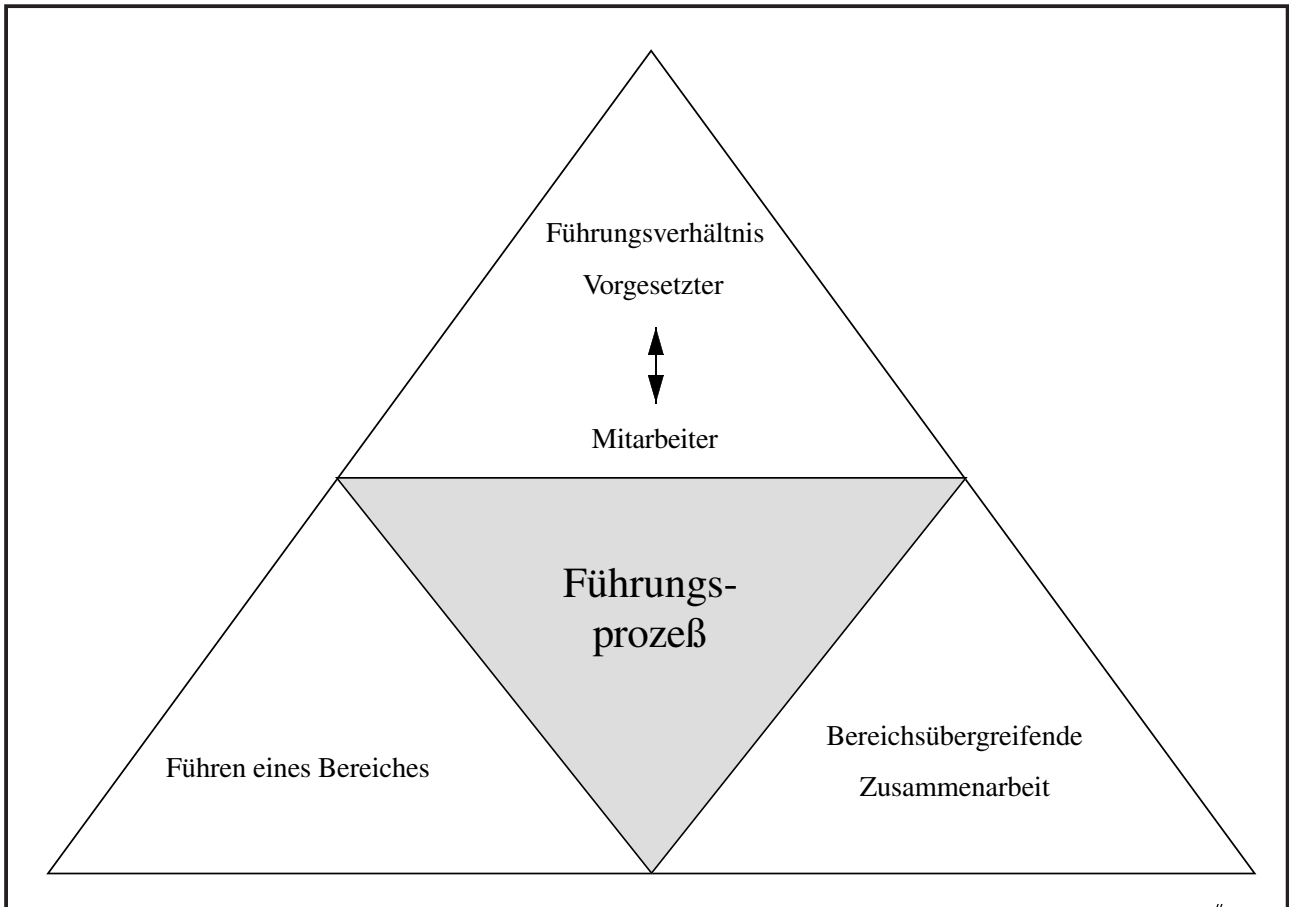 Führungsverhältnis
Vorgesetzter
Mitarbeiter
Führungs-
prozeß
Führen eines Bereiches
Bereichsübergreifende
Zusammenarbeit